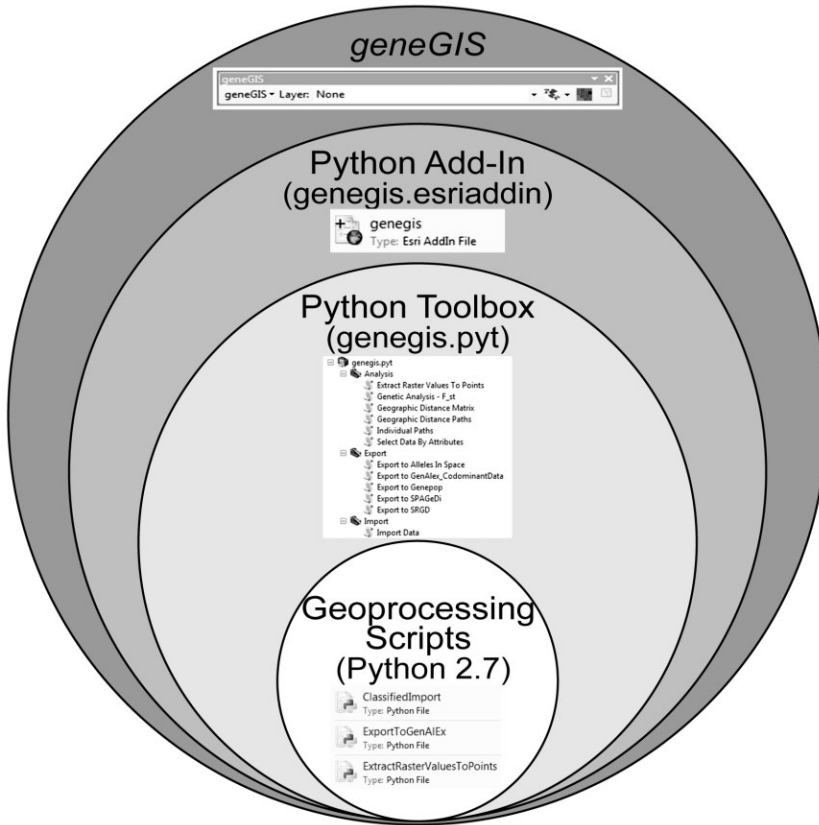 geneGIS
geneGIS
geneGIS Layer: None
Python Add-In
(genegis.esriaddin)
genegis
Type: Esri AddIn File
Python Toolbox
(genegis.pyt)
genegis.pyt
Analysis
Extract Raster Values To Points
Genetic Analysis - F_st
Geographic Distance Matrix
Geographic Distance Paths
Individual Paths
Select Data By Attributes
Export
Export to Alleles In Space
Export to GenAlex_CodominantData
Export to Genepop
Export to SPAGeDi
Export to SRGD
Import
Import Data
Geoprocessing
Scripts
(Python 2.7)
ClassifiedImport
Type: Python File
ExportToGenAlEx
Type: Python File
ExtractRasterValuesToPoints
Type: Python File